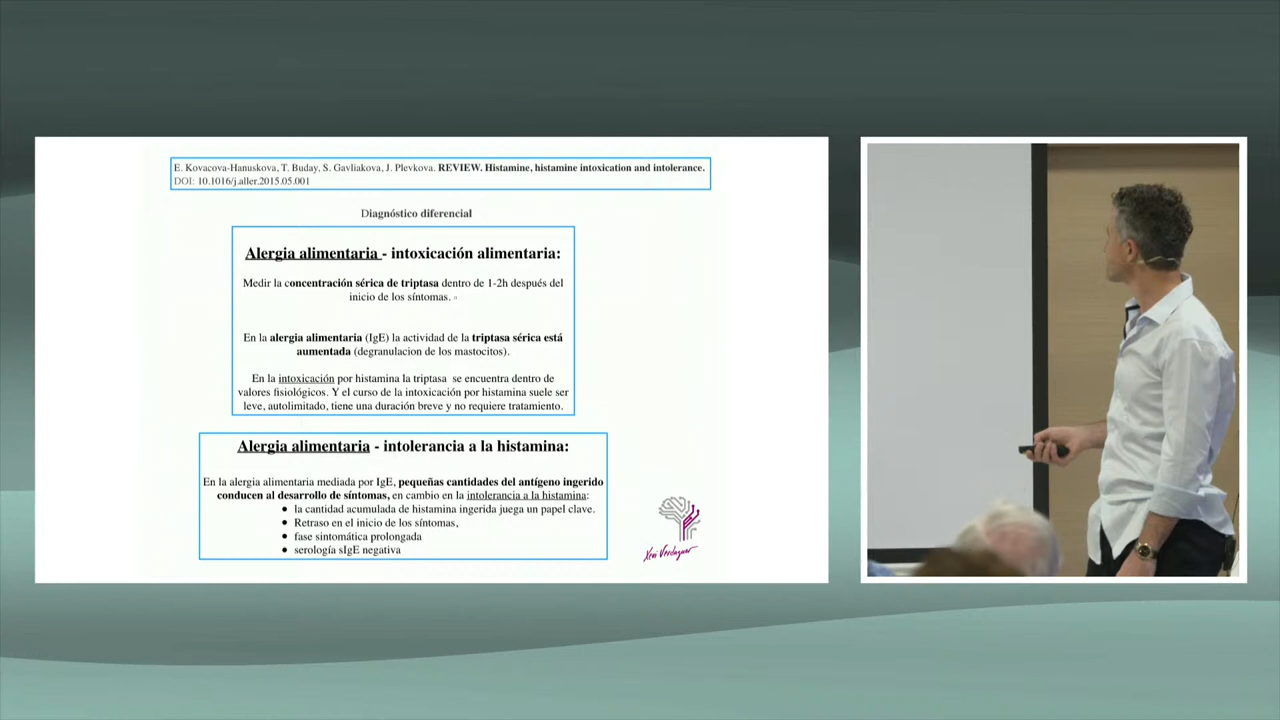 E. Kovacova-Hanuskova, T. Buday, S. Gavliakova, J. Plevkova. REVIEW. Histamine, histamine intoxication and intolerance.
DOI: 10.1016/j.aller.2015.05.001
Diagnóstico diferencial
Alergia alimentaria - intoxicación alimentaria:
Medir la concentración sérica de triptasa dentro de 1-2h después del
inicio de los síntomas.
En la alergia alimentaria (IgE) la actividad de la triptasa sérica está
aumentada (degranulacion de los mastocitos).
En la intoxicación por histamina la triptasa se encuentra dentro de
valores fisiológicos. Y el curso de la intoxicación por histamina suele ser
leve, autolimitado, tiene una duración breve y no requiere tratamiento.
Alergia alimentaria - intolerancia a la histamina:
En la alergia alimentaria mediada por IgE, pequeñas cantidades del antígeno ingerido
conducen al desarrollo de síntomas, en cambio en la intolerancia a la histamina:
● la cantidad acumulada de histamina ingerida juega un papel clave.
● Retraso en el inicio de los síntomas,
● fase sintomática prolongada
● serología sIgE negativa
Xevi Verdaguer